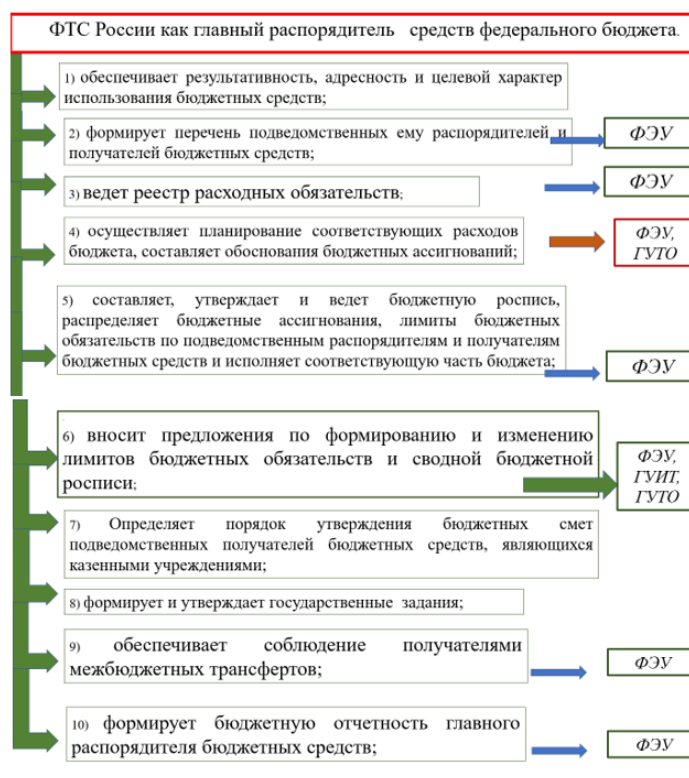 ФТС России как главный распорядитель средств федерального бюджета.
1) обеспечивает результативность, адресность и целевой характер
использования бюджетных средств;
2) формирует перечень подведомственных ему распорядителей и
получателей бюджетных средств;
ФЭУ
3) ведет реестр расходных обязательств;
ФЭУ
4) осуществляет планирование соответствующих расходов
бюджета, составляет обоснования бюджетных ассигнований;
ФЭУ,
ГУТО
5) составляет, утверждает и ведет бюджетную роспись,
распределяет бюджетные ассигнования, лимиты бюджетных
обязательств по подведомственным распорядителям и получателям
бюджетных средств и исполняет соответствующую часть бюджета;
ФЭУ
6) вносит предложения по формированию и изменению
лимитов бюджетных обязательств и сводной бюджетной
росписи;
ФЭУ,
ГУИТ,
ГУТО
7) Определяет порядок утверждения бюджетных смет
подведомственных получателей бюджетных средств, являющихся
казенными учреждениями;
8) формирует и утверждает государственные задания;
9) обеспечивает соблюдение получателями
межбюджетных трансфертов;
ФЭУ
10) формирует бюджетную отчетность главного
распорядителя бюджетных средств;
ФЭУ